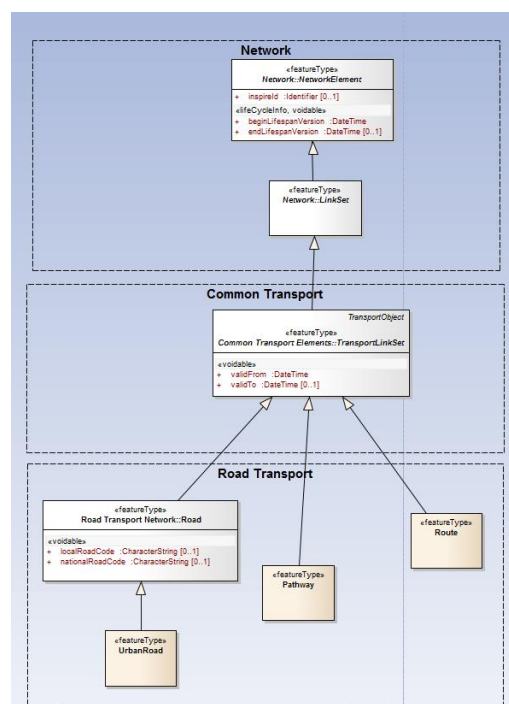 Network
«featureType»
Network::NetworkElement
+ inspireId :Identifier [0..1]
«lifeCycleInfo, voidable»
+ beginLifespanVersion :DateTime
+ endLifespanVersion :DateTime [0..1]
«featureType»
Network::LinkSet
Common Transport
TransportObject
«featureType»
Common Transport Elements::TransportLinkSet
«voidable»
+ validFrom :DateTime
+ validTo :DateTime [0..1]
Road Transport
«featureType»
Road Transport Network::Road
«voidable»
+ localRoadCode :CharacterString [0..1]
+ nationalRoadCode :CharacterString [0..1]
«featureType»
Route
«featureType»
Pathway
«featureType»
UrbanRoad